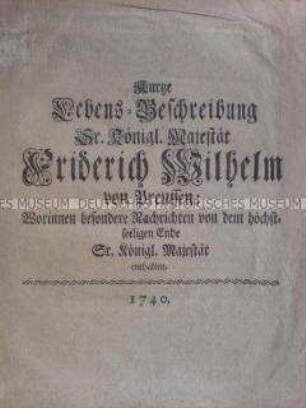 Kurtze
Lebens-Beschreibung
Sr. Königl. Majestät
Friderich Wilhelm
von Preussen,
Worinnen besondere Nachrichten von dem höchst-
seeligen Ende
Sr. Königl. Majestät
enthalten.
1740.